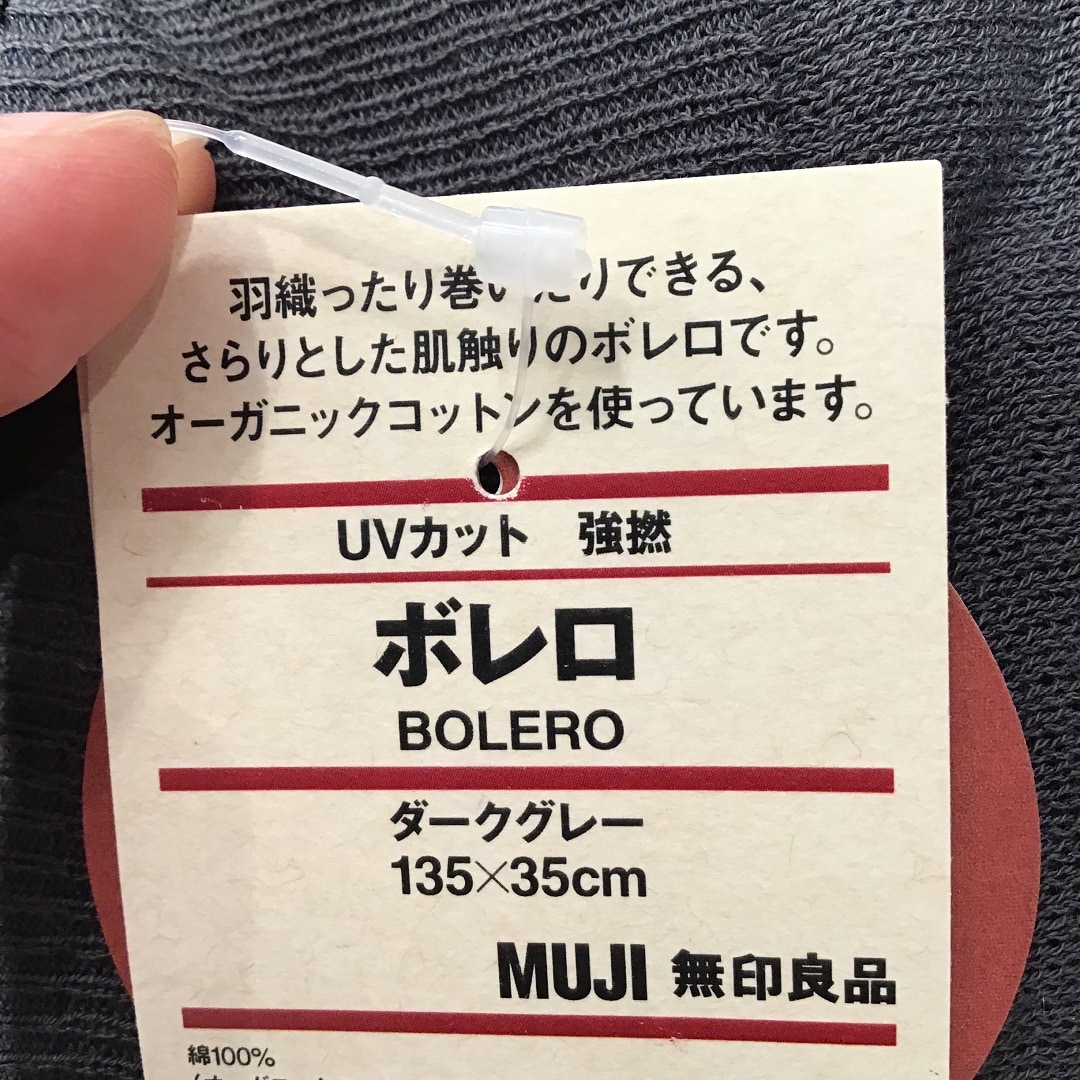 羽織ったり巻いたりできる、
さらりとした肌触りのボレロです。
オーガニックコットンを使っています。
UVカット 強撚
ボレロ
BOLERO
ダークグレー
135×35cm
MUJI 無印良品
綿100%